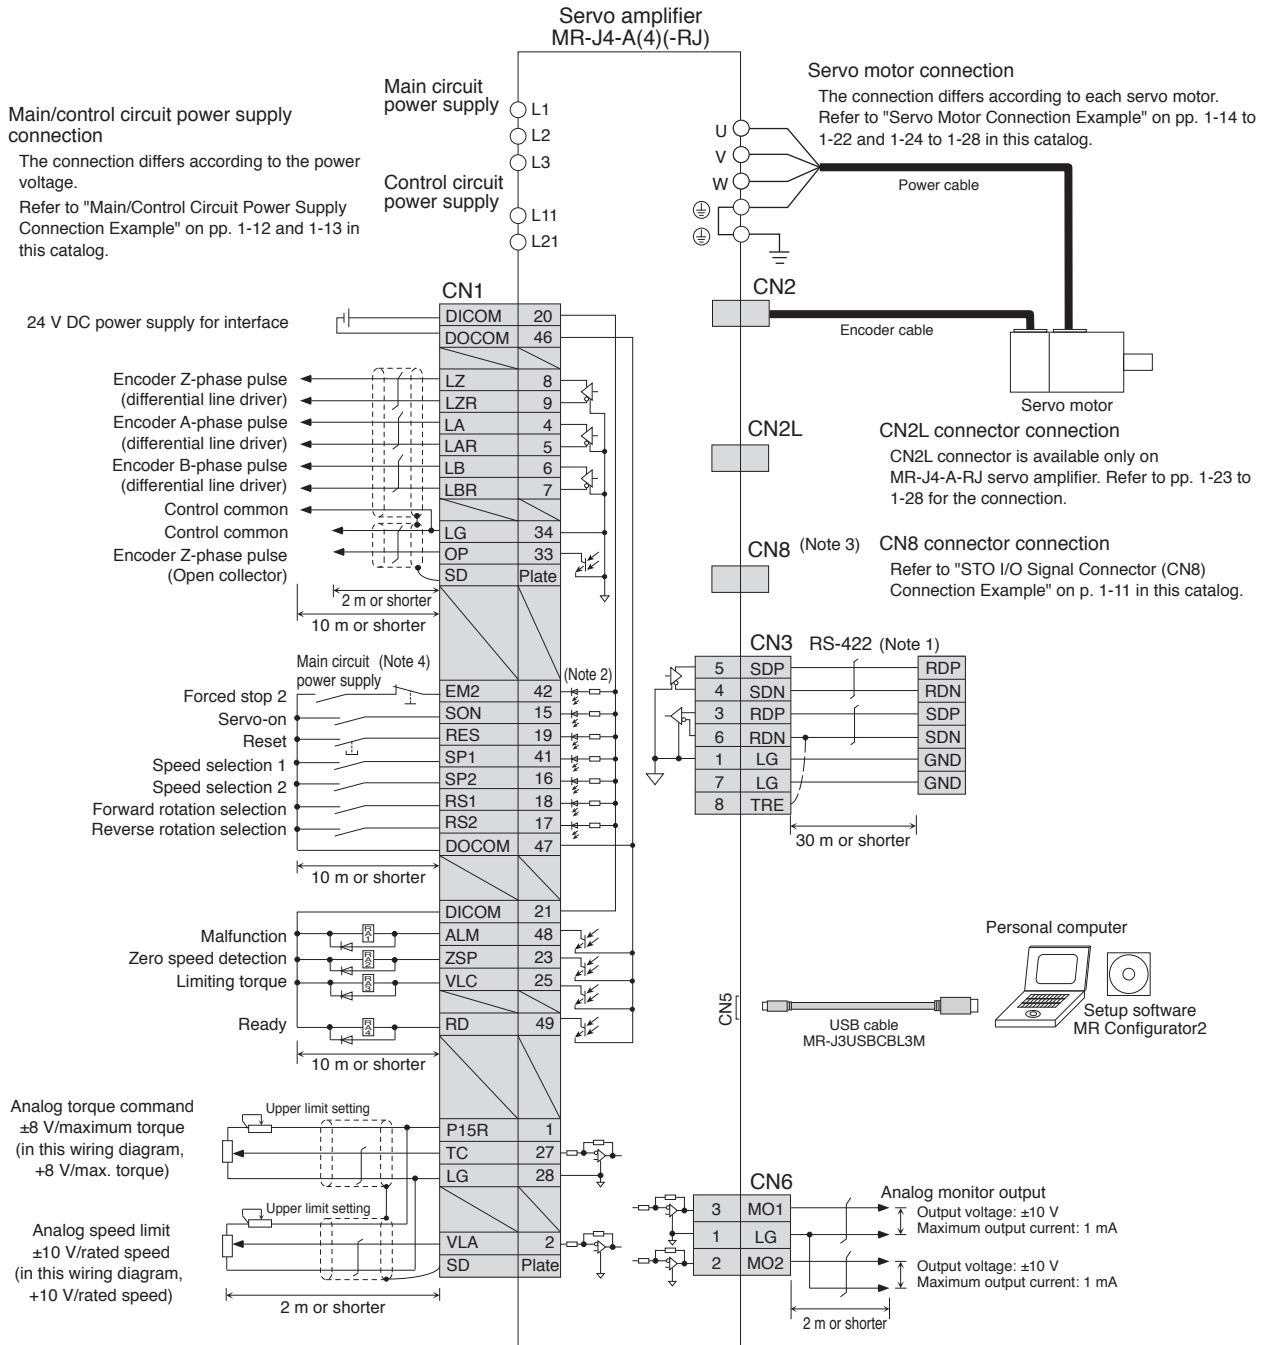 Servo amplifier
MR-J4-A(4)(-RJ)
Main/control circuit power supply
connection
The connection differs according to the power
voltage.
Refer to "Main/Control Circuit Power Supply
Connection Example" on pp. 1-12 and 1-13 in
this catalog.
Main circuit
power supply
L1
L2
L3
Control circuit
power supply
L11
L21
Servo motor connection
The connection differs according to each servo motor.
Refer to "Servo Motor Connection Example" on pp. 1-14 to
1-22 and 1-24 to 1-28 in this catalog.
U
V
W
Power cable
CN2
Encoder cable
Servo motor
CN2L
CN2L connector connection
CN2L connector is available only on
MR-J4-A-RJ servo amplifier. Refer to pp. 1-23 to
1-28 for the connection.
CN8 (Note 3)
CN8 connector connection
Refer to "STO I/O Signal Connector (CN8)
Connection Example" on p. 1-11 in this catalog.
CN1
24 V DC power supply for interface
DICOM 20
DOCOM 46
Encoder Z-phase pulse
(differential line driver)
LZ 8
LZR 9
Encoder A-phase pulse
(differential line driver)
LA 4
LAR 5
Encoder B-phase pulse
(differential line driver)
LB 6
LBR 7
Control common
Control common
LG 34
Encoder Z-phase pulse
(Open collector)
OP 33
SD Plate
2 m or shorter
10 m or shorter
Main circuit
power supply
(Note 4)
(Note 2)
Forced stop 2 EM2 42
Servo-on SON 15
Reset RES 19
Speed selection 1 SP1 41
Speed selection 2 SP2 16
Forward rotation selection RS1 18
Reverse rotation selection RS2 17
DOCOM 47
10 m or shorter
DICOM 21
Malfunction RA1 ALM 48
Zero speed detection RA2 ZSP 23
Limiting torque RA3 VLC 25
Ready RA4 RD 49
10 m or shorter
Analog torque command
±8 V/maximum torque
(in this wiring diagram,
+8 V/max. torque)
Upper limit setting
P15R 1
TC 27
LG 28
Analog speed limit
±10 V/rated speed
(in this wiring diagram,
+10 V/rated speed)
Upper limit setting
VLA 2
SD Plate
2 m or shorter
CN3 RS-422 (Note 1)
5 SDP RDP
4 SDN RDN
3 RDP SDP
6 RDN SDN
1 LG GND
7 LG GND
8 TRE
30 m or shorter
CN5
USB cable
MR-J3USBCBL3M
Personal computer
Setup software
MR Configurator2
CN6
3 MO1
1 LG
2 MO2
Analog monitor output
Output voltage: ±10 V
Maximum output current: 1 mA
Output voltage: ±10 V
Maximum output current: 1 mA
2 m or shorter